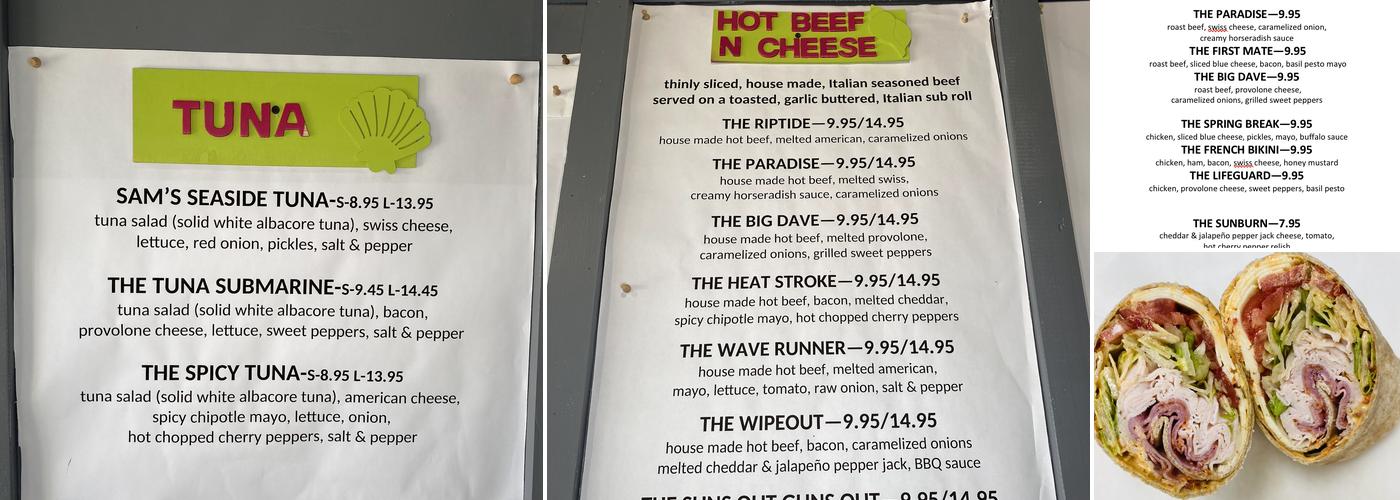 TUNA
SAM'S SEASIDE TUNA-S-8.95 L-13.95
tuna salad (solid white albacore tuna), swiss cheese,
lettuce, red onion, pickles, salt & pepper
THE TUNA SUBMARINE-S-9.45 L-14.45
tuna salad (solid white albacore tuna), bacon,
provolone cheese, lettuce, sweet peppers, salt & pepper
THE SPICY TUNA-S-8.95 L-13.95
tuna salad (solid white albacore tuna), american cheese,
spicy chipotle mayo, lettuce, onion,
hot chopped cherry peppers, salt & pepper
HOT BEEF
N CHEESE
thinly sliced, house made, Italian seasoned beef
served on a toasted, garlic buttered, Italian sub roll
THE RIPTIDE—9.95/14.95
house made hot beef, melted american, caramelized onions
THE PARADISE—9.95/14.95
house made hot beef, melted swiss,
creamy horseradish sauce, caramelized onions
THE BIG DAVE—9.95/14.95
house made hot beef, melted provolone,
caramelized onions, grilled sweet peppers
THE HEAT STROKE—9.95/14.95
house made hot beef, bacon, melted cheddar,
spicy chipotle mayo, hot chopped cherry peppers
THE WAVE RUNNER—9.95/14.95
house made hot beef, melted american,
mayo, lettuce, tomato, raw onion, salt & pepper
THE WIPEOUT—9.95/14.95
house made hot beef, bacon, caramelized onions
melted cheddar & jalapeño pepper jack, BBQ sauce
THE SUNS OUT GUNS OUT—9.95/14.95
THE PARADISE—9.95
roast beef, swiss cheese, caramelized onion,
creamy horseradish sauce
THE FIRST MATE—9.95
roast beef, sliced blue cheese, bacon, basil pesto mayo
THE BIG DAVE—9.95
roast beef, provolone cheese,
caramelized onions, grilled sweet peppers
THE SPRING BREAK—9.95
chicken, sliced blue cheese, pickles, mayo, buffalo sauce
THE FRENCH BIKINI—9.95
chicken, ham, bacon, swiss cheese, honey mustard
THE LIFEGUARD—9.95
chicken, provolone cheese, sweet peppers, basil pesto
THE SUNBURN—7.95
cheddar & jalapeño pepper jack cheese, tomato,
hot cherry pepper relish